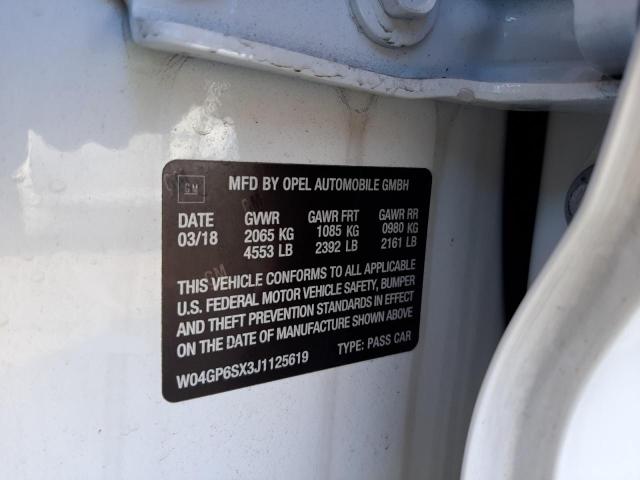 GM
MFD BY OPEL AUTOMOBILE GMBH
DATE GVWR GAWR FRT GAWR RR
03/18 2065 KG 1085 KG 0980 KG
4553 LB 2392 LB 2161 LB
THIS VEHICLE CONFORMS TO ALL APPLICABLE
U.S. FEDERAL MOTOR VEHICLE SAFETY, BUMPER
AND THEFT PREVENTION STANDARDS IN EFFECT
ON THE DATE OF MANUFACTURE SHOWN ABOVE
W04GP6SX3J1125619 TYPE: PASS CAR